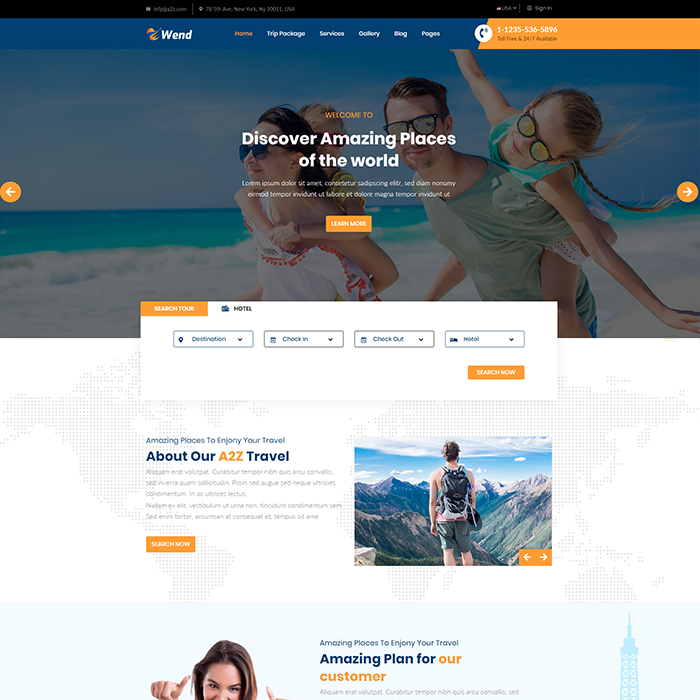 infp@a2z.com
78 5th Ave, New York, Ny 10011, USA
USA
Sign In
Wend
Home
Trip Package
Services
Gallery
Blog
Pages
1-1235-536-5896
Toll Free & 24/7 Available
WELCOME TO
Discover Amazing Places
of the world
Lorem ipsum dolor sit amet, consetetur sadipscing elitr, sed diam nonumy
eirmod tempor invidunt ut labore et dolore magna tempor invidunt ut
LEARN MORE
SEARCH TOUR
HOTEL
Destination
Check In
Check Out
Hotel
SEARCH NOW
Amazing Places To Enjony Your Travel
About Our A2Z Travel
Aliquam erat volutpat. Curabitur tempor nibh quis arcu convallis,
sed viverra quam sollicitudin. Proin sed augue sed neque ultricies
condimentum. In ac ultrices lectus.
Nullam ex elit, vestibulum ut urna non, tincidunt condimentum sem.
Sed enim tortor, accumsan at consequat et, tempus sit ame
SEARCH NOW
Amazing Places To Enjony Your Travel
Amazing Plan for our
customer
Aliquam erat volutpat. Curabitur tempor nibh quis arcu convallis, sed